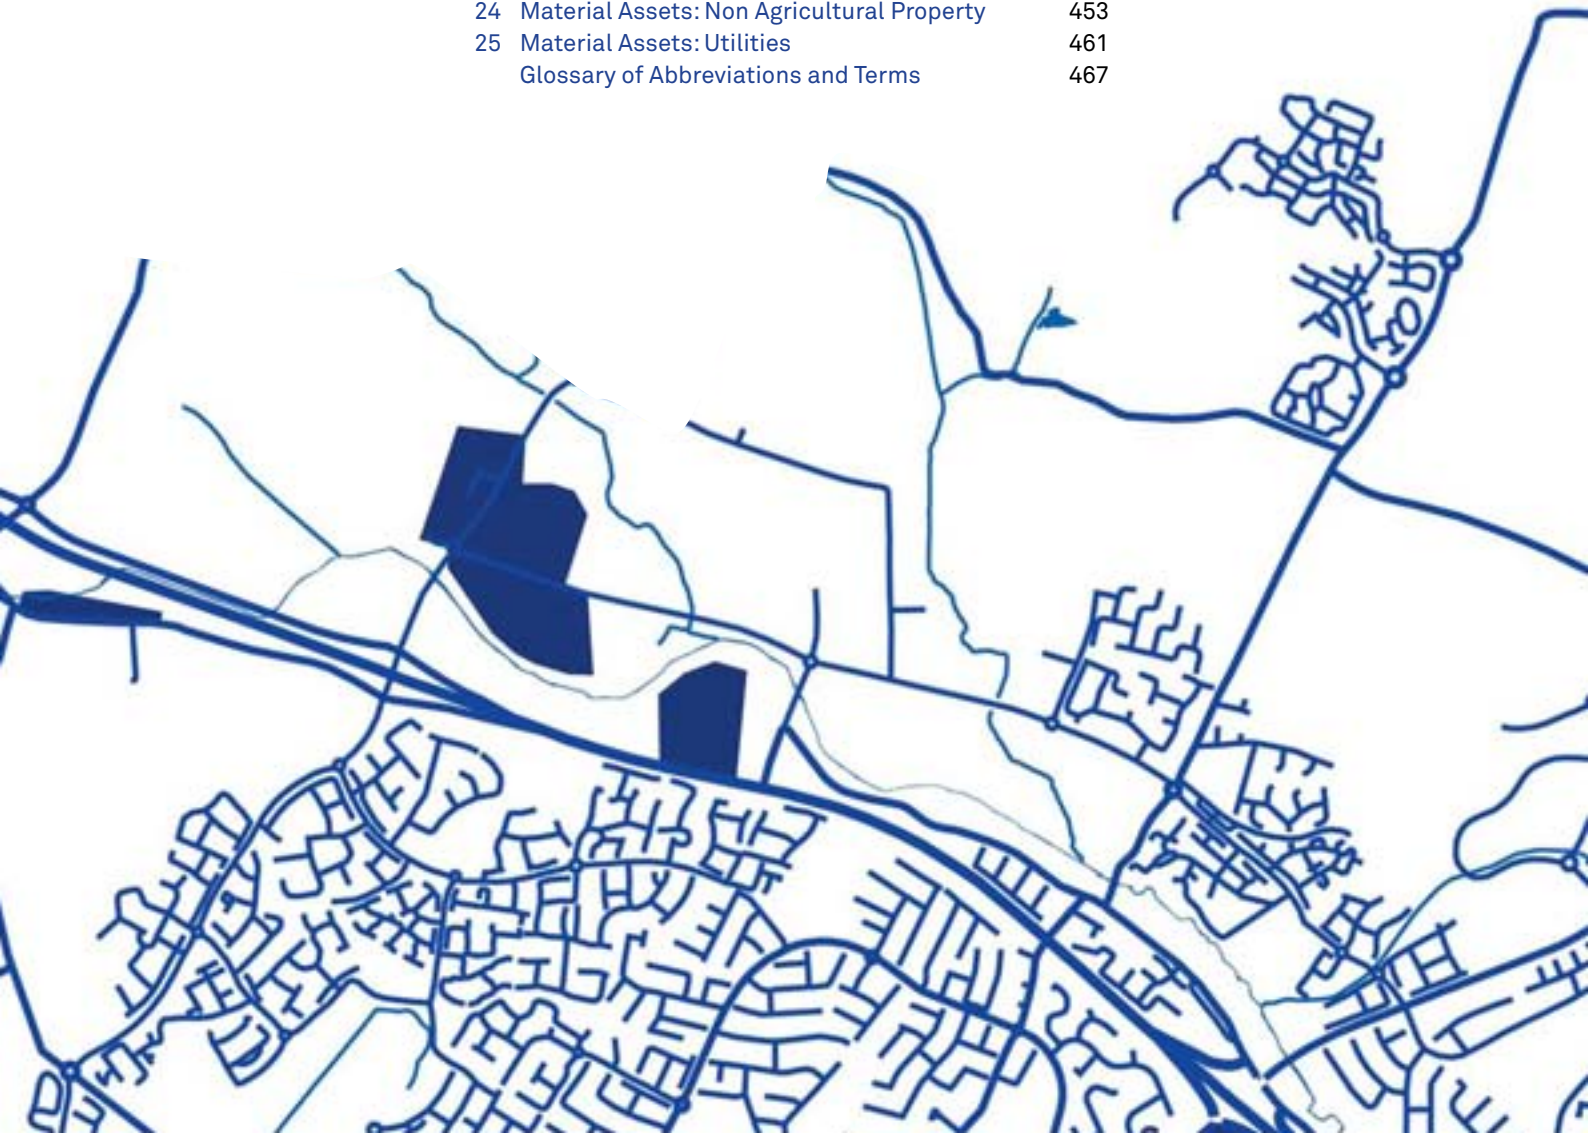 24 Material Assets: Non Agricultural Property 453
25 Material Assets: Utilities 461
Glossary of Abbreviations and Terms 467